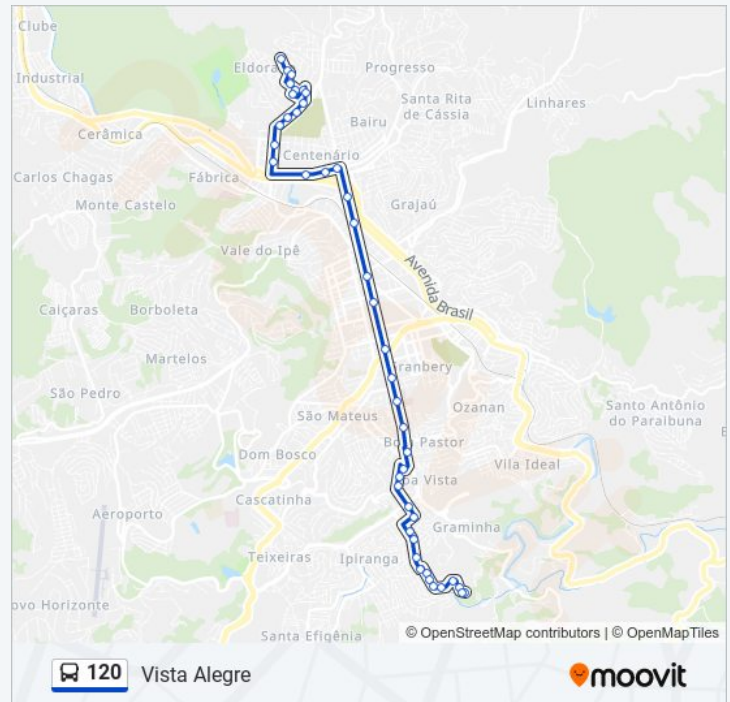 Clube
Industrial
Eldora
Progresso
Santa Rita
de Cássia
Linhares
Bairu
Cerâmica
Centenário
Carlos Chagas
Fábrica
Monte Castelo
Grajaú
Vale do Ipê
Avenida Brasil
Caiçaras
Borboleta
Martelos
Granbery
São Pedro
Ozanan
Santo Antônio
do Paraibuna
São Mateus
Bom Pastor
Dom Bosco
Vila Ideal
Boa Vista
Cascatinha
Aeroporto
Graminha
Teixeiras
Ipiranga
ovo Horizonte
Santa Efigênia
© OpenStreetMap contributors | © OpenMapTiles
120 Vista Alegre
moovit